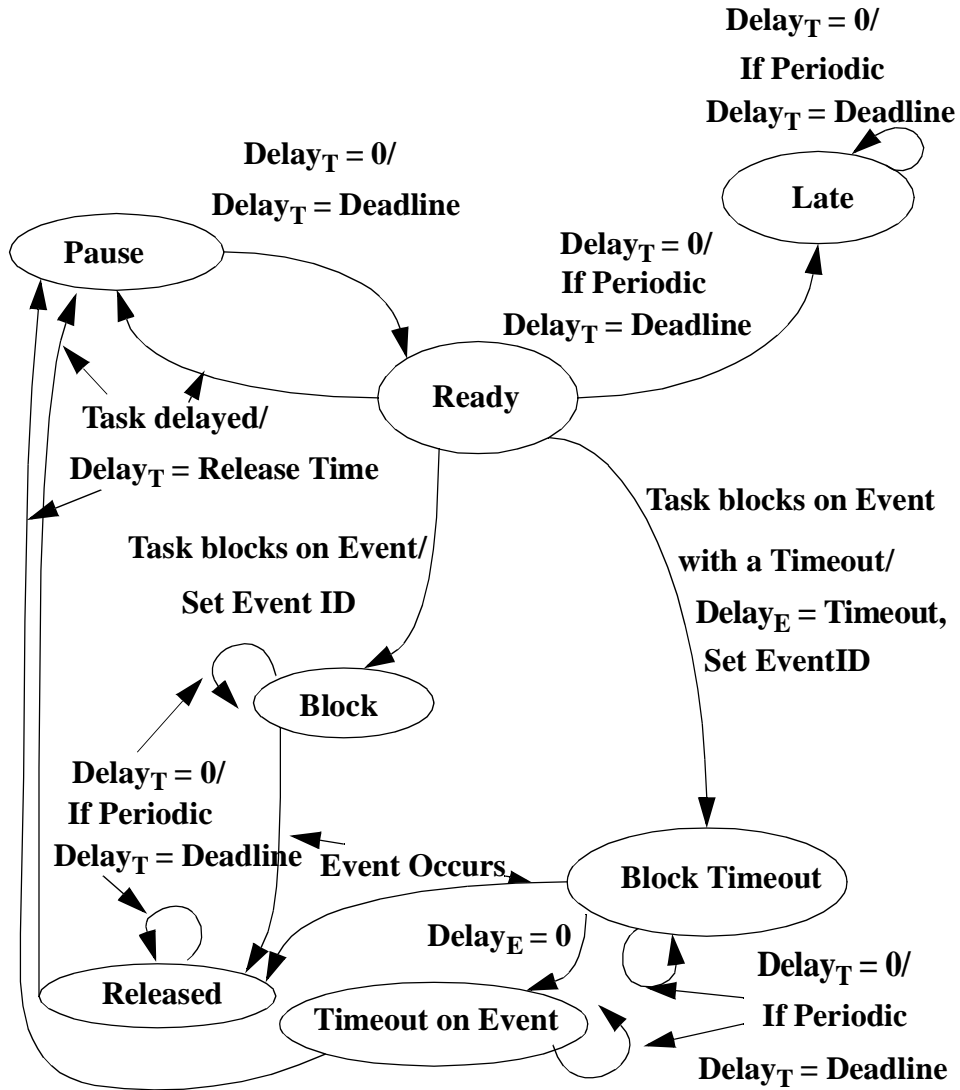 Delay_T = 0/
If Periodic
Delay_T = Deadline
Late
Delay_T = 0/
Delay_T = Deadline
Pause
Delay_T = 0/
If Periodic
Delay_T = Deadline
Ready
Task delayed/
Delay_T = Release Time
Task blocks on Event/
Set Event ID
Task blocks on Event
with a Timeout/
Delay_E = Timeout,
Set EventID
Block
Delay_T = 0/
If Periodic
Delay_T = Deadline
Event Occurs
Block Timeout
Delay_E = 0
Released
Timeout on Event
Delay_T = 0/
If Periodic
Delay_T = Deadline